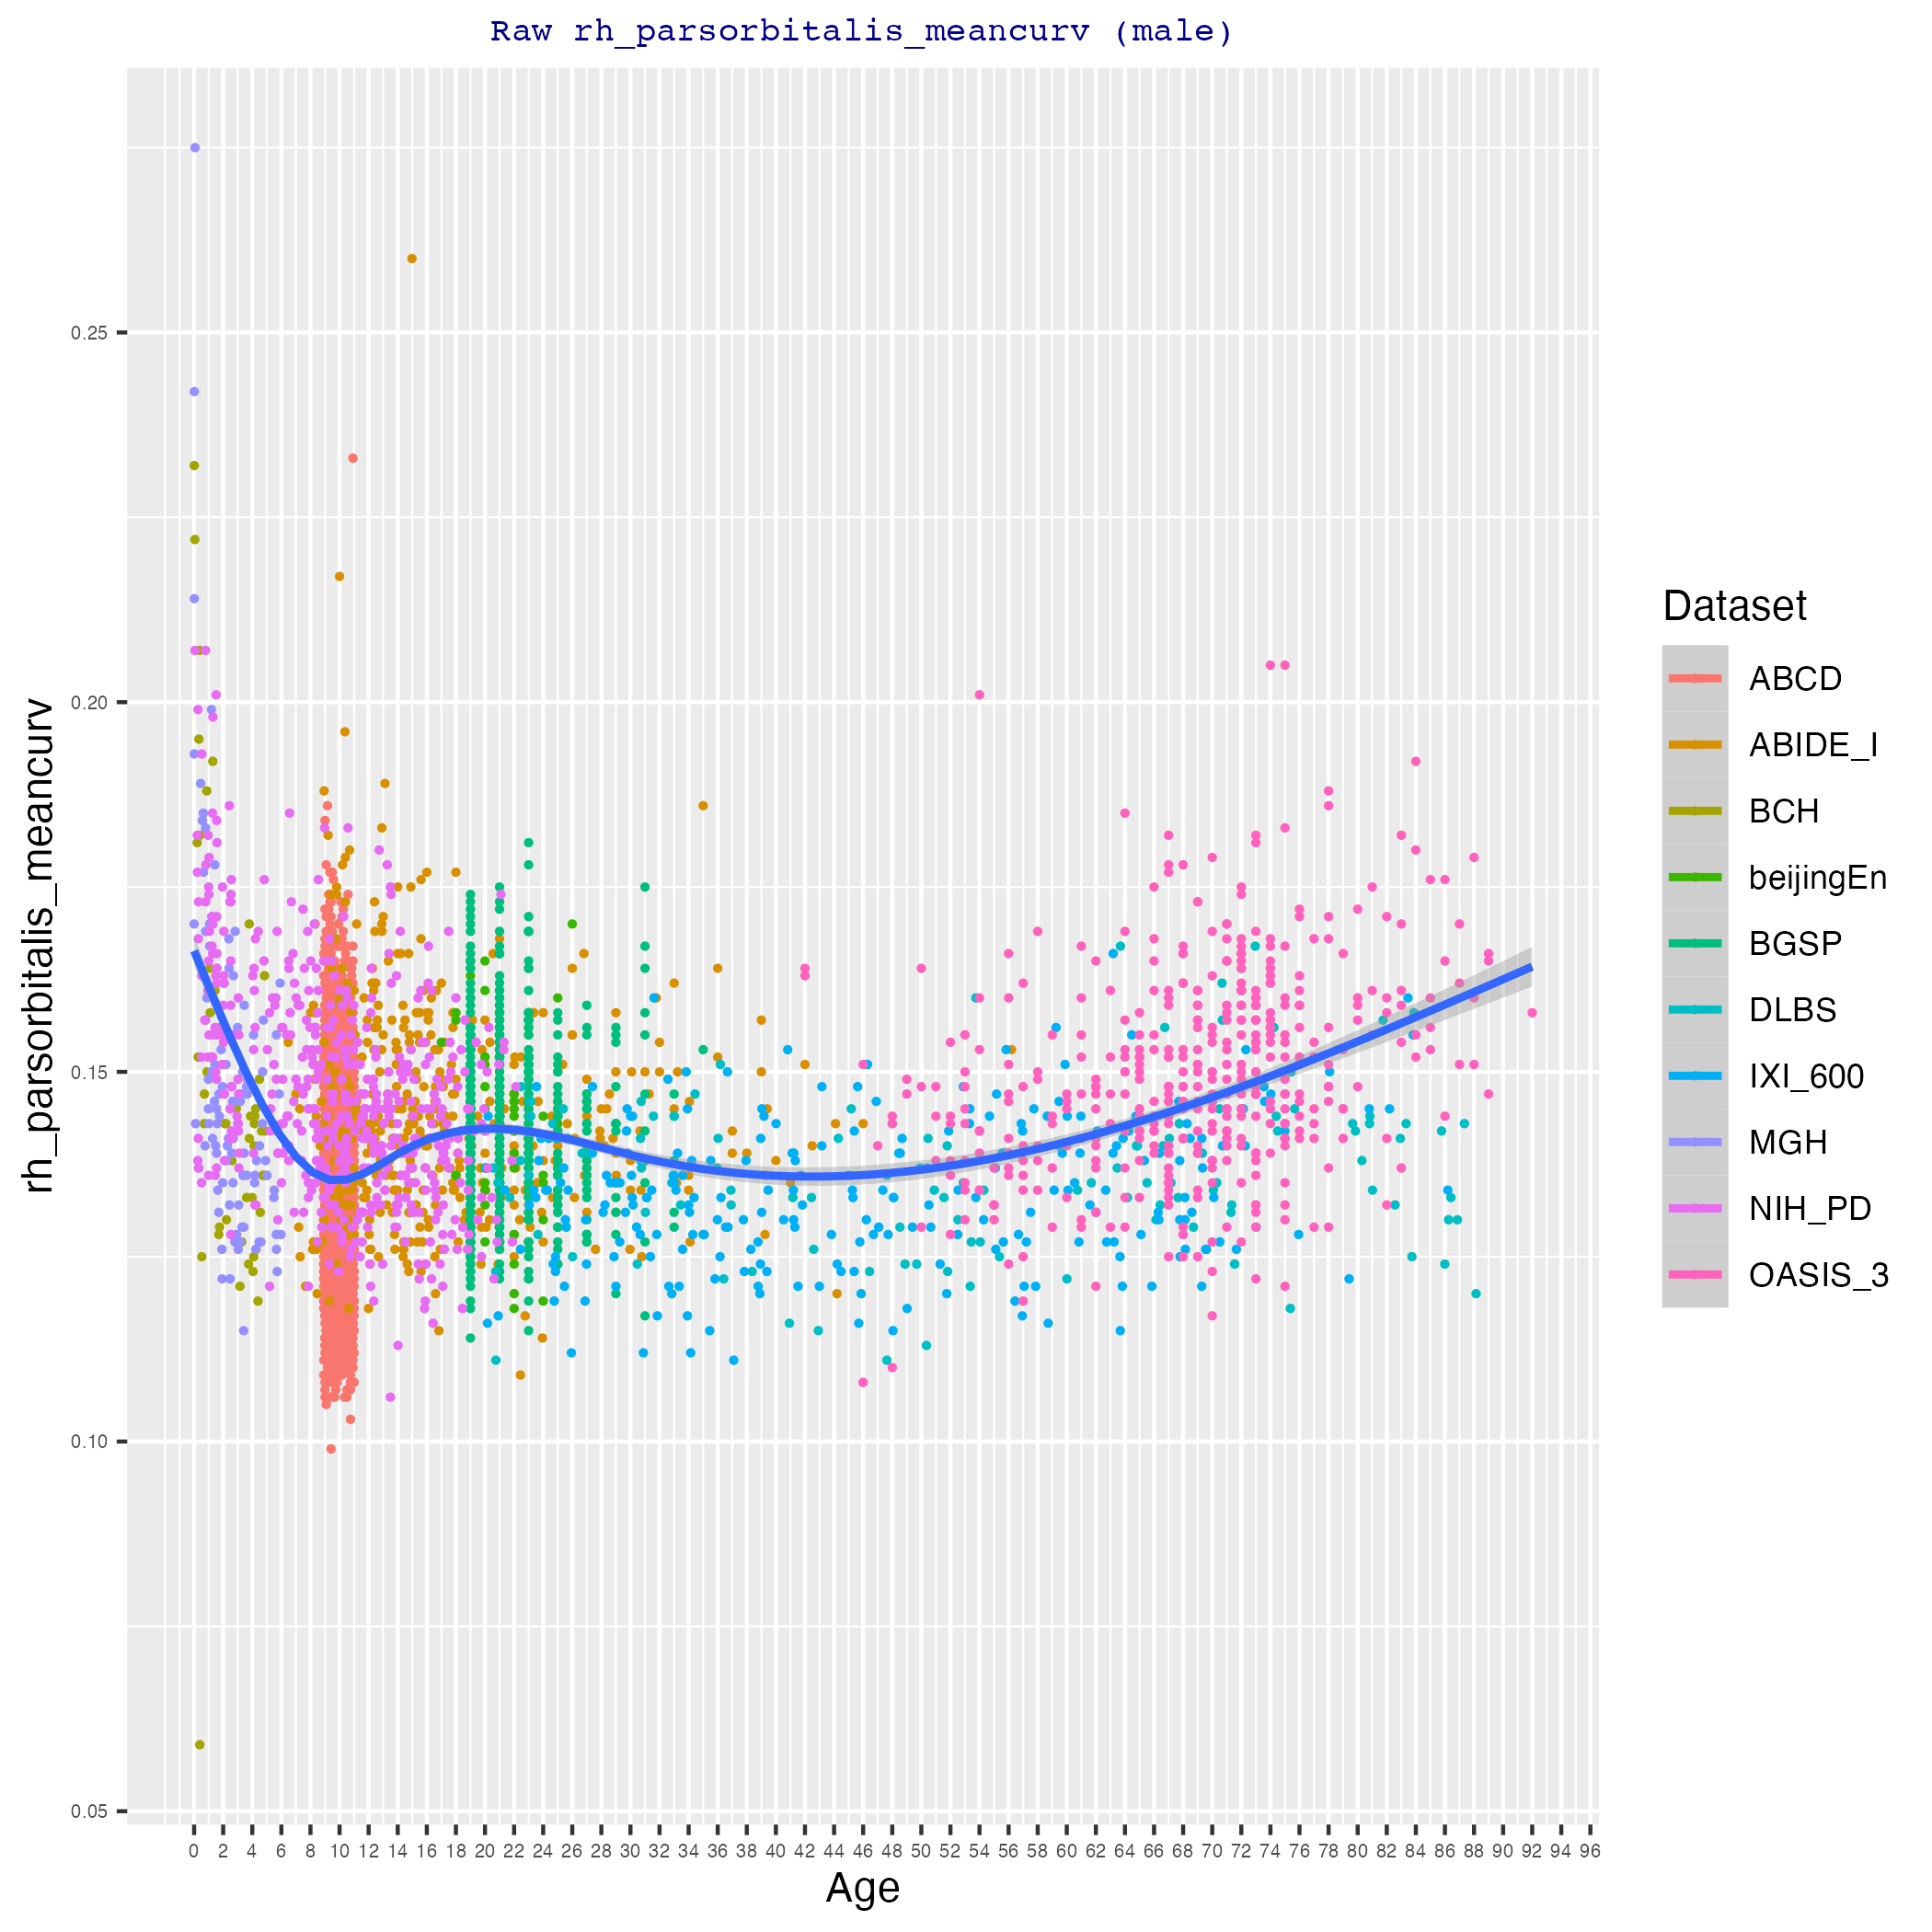 Raw rh_parsorbitalis_meancurv (male)
rh_parsorbitalis_meancurv
0.25
0.20
0.15
0.10
0.05
0 2 4 6 8 10 12 14 16 18 20 22 24 26 28 30 32 34 36 38 40 42 44 46 48 50 52 54 56 58 60 62 64 66 68 70 72 74 76 78 80 82 84 86 88 90 92 94 96
Age
Dataset
ABCD
ABIDE_I
BCH
beijingEn
BGSP
DLBS
IXI_600
MGH
NIH_PD
OASIS_3